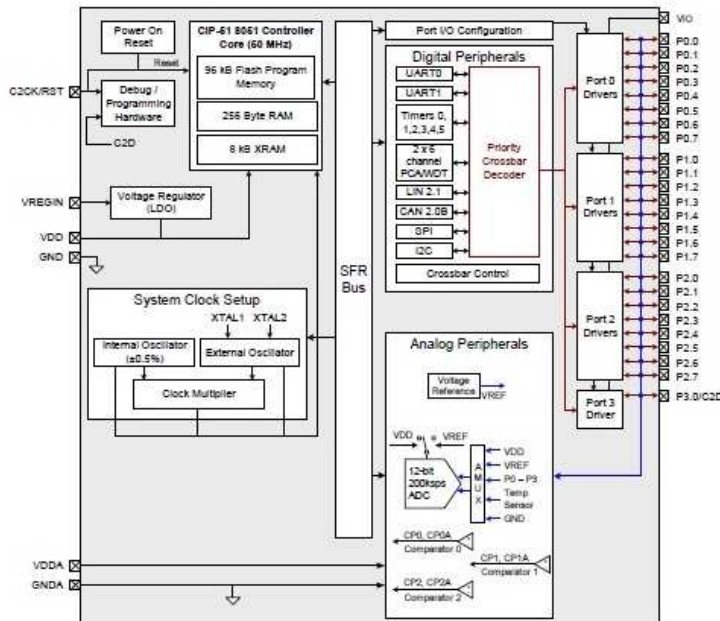 Power On
Reset
Reset
C2CK/RST
Debug /
Programming
Hardware
C2D
CIP-51 8051 Controller
Core (50 MHz)
96 kB Flash Program
Memory
256 Byte RAM
8 kB XRAM
VREGIN
Voltage Regulator
(LDO)
VDD
GND
System Clock Setup
XTAL1 XTAL2
Internal Oscillator
(±0.5%)
External Oscillator
Clock Multiplier
SFR
Bus
Port I/O Configuration
Digital Peripherals
UART0
UART1
Timers 0,
1,2,3,4,5
2 x 6
channel
PCA/WDT
LIN 2.1
CAN 2.0B
SPI
I2C
Priority
Crossbar
Decoder
Crossbar Control
Port 0
Drivers
Port 1
Drivers
Port 2
Drivers
Port 3
Driver
VIO
P0.0
P0.1
P0.2
P0.3
P0.4
P0.5
P0.6
P0.7
P1.0
P1.1
P1.2
P1.3
P1.4
P1.5
P1.6
P1.7
P2.0
P2.1
P2.2
P2.3
P2.4
P2.5
P2.6
P2.7
P3.0/C2D
Analog Peripherals
Voltage
Reference
VREF
VDD
VREF
12-bit
200ksps
ADC
A
M
U
X
VDD
VREF
P0 – P3
Temp
Sensor
GND
CP0, CP0A
Comparator 0
CP1, CP1A
Comparator 1
CP2, CP2A
Comparator 2
VDDA
GNDA